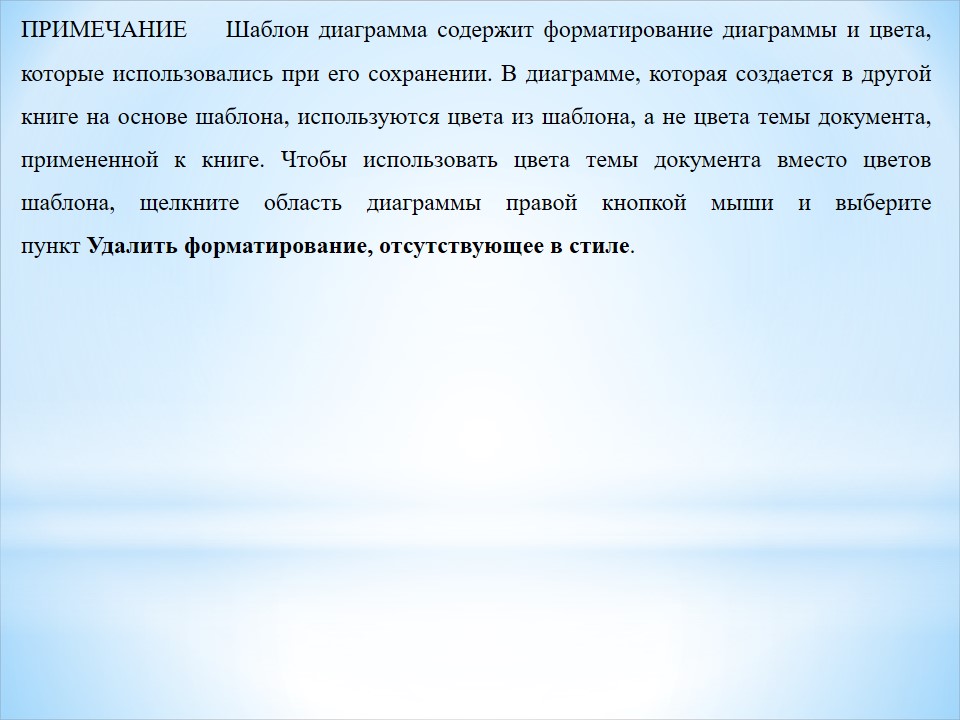 ПРИМЕЧАНИЕ Шаблон диаграмма содержит форматирование диаграммы и цвета,
которые использовались при его сохранении. В диаграмме, которая создается в другой
книге на основе шаблона, используются цвета из шаблона, а не цвета темы документа,
примененной к книге. Чтобы использовать цвета темы документа вместо цветов
шаблона, щелкните область диаграммы правой кнопкой мыши и выберите
пункт Удалить форматирование, отсутствующее в стиле.